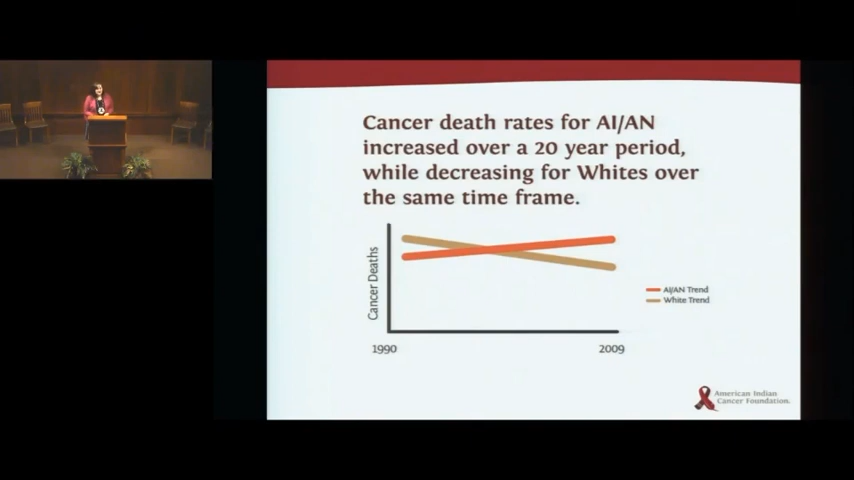 Cancer death rates for AI/AN
increased over a 20 year period,
while decreasing for Whites over
the same time frame.
Cancer Deaths
AI/AN Trend
White Trend
1990
2009
American Indian
Cancer Foundation.